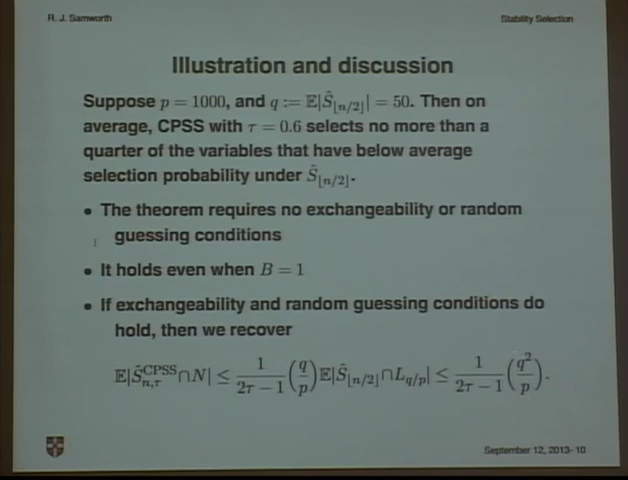 R. J. Samworth
Stability Selection
Illustration and discussion
Suppose p = 1000, and q := 𝔼|Ŝ⌊n/2⌋| = 50. Then on
average, CPSS with τ = 0.6 selects no more than a
quarter of the variables that have below average
selection probability under Ŝ⌊n/2⌋.
• The theorem requires no exchangeability or random
guessing conditions
• It holds even when B = 1
• If exchangeability and random guessing conditions do
hold, then we recover
𝔼|Ŝ^CPSS_n,τ ∩ N| ≤ 1/(2τ − 1) (q/p) 𝔼|Ŝ⌊n/2⌋ ∩ L_q/p| ≤ 1/(2τ − 1) (q²/p).
September 12, 2013- 10